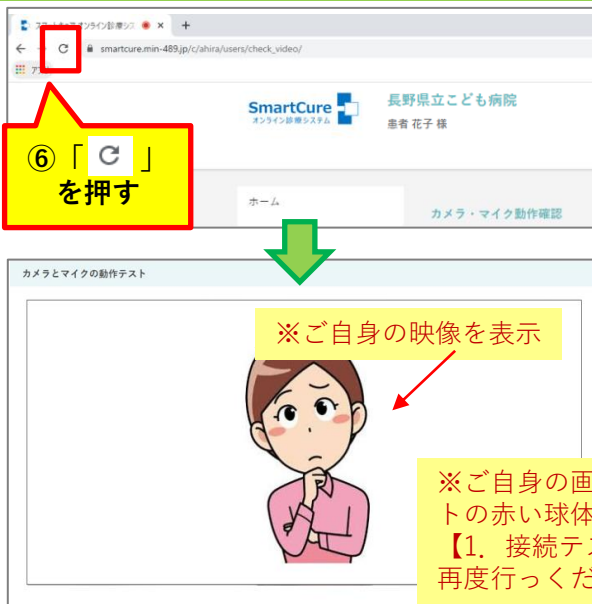 smartcure.min-489.jp/c/ahira/users/check_video/
SmartCure
オンライン診療システム
長野県立こども病院
患者 花子 様
⑥「 」
を押す
ホーム
カメラ・マイク動作確認
カメラとマイクの動作テスト
※ご自身の映像を表示
※ご自身の画
トの赤い球体
【1. 接続テス
再度行っくだ